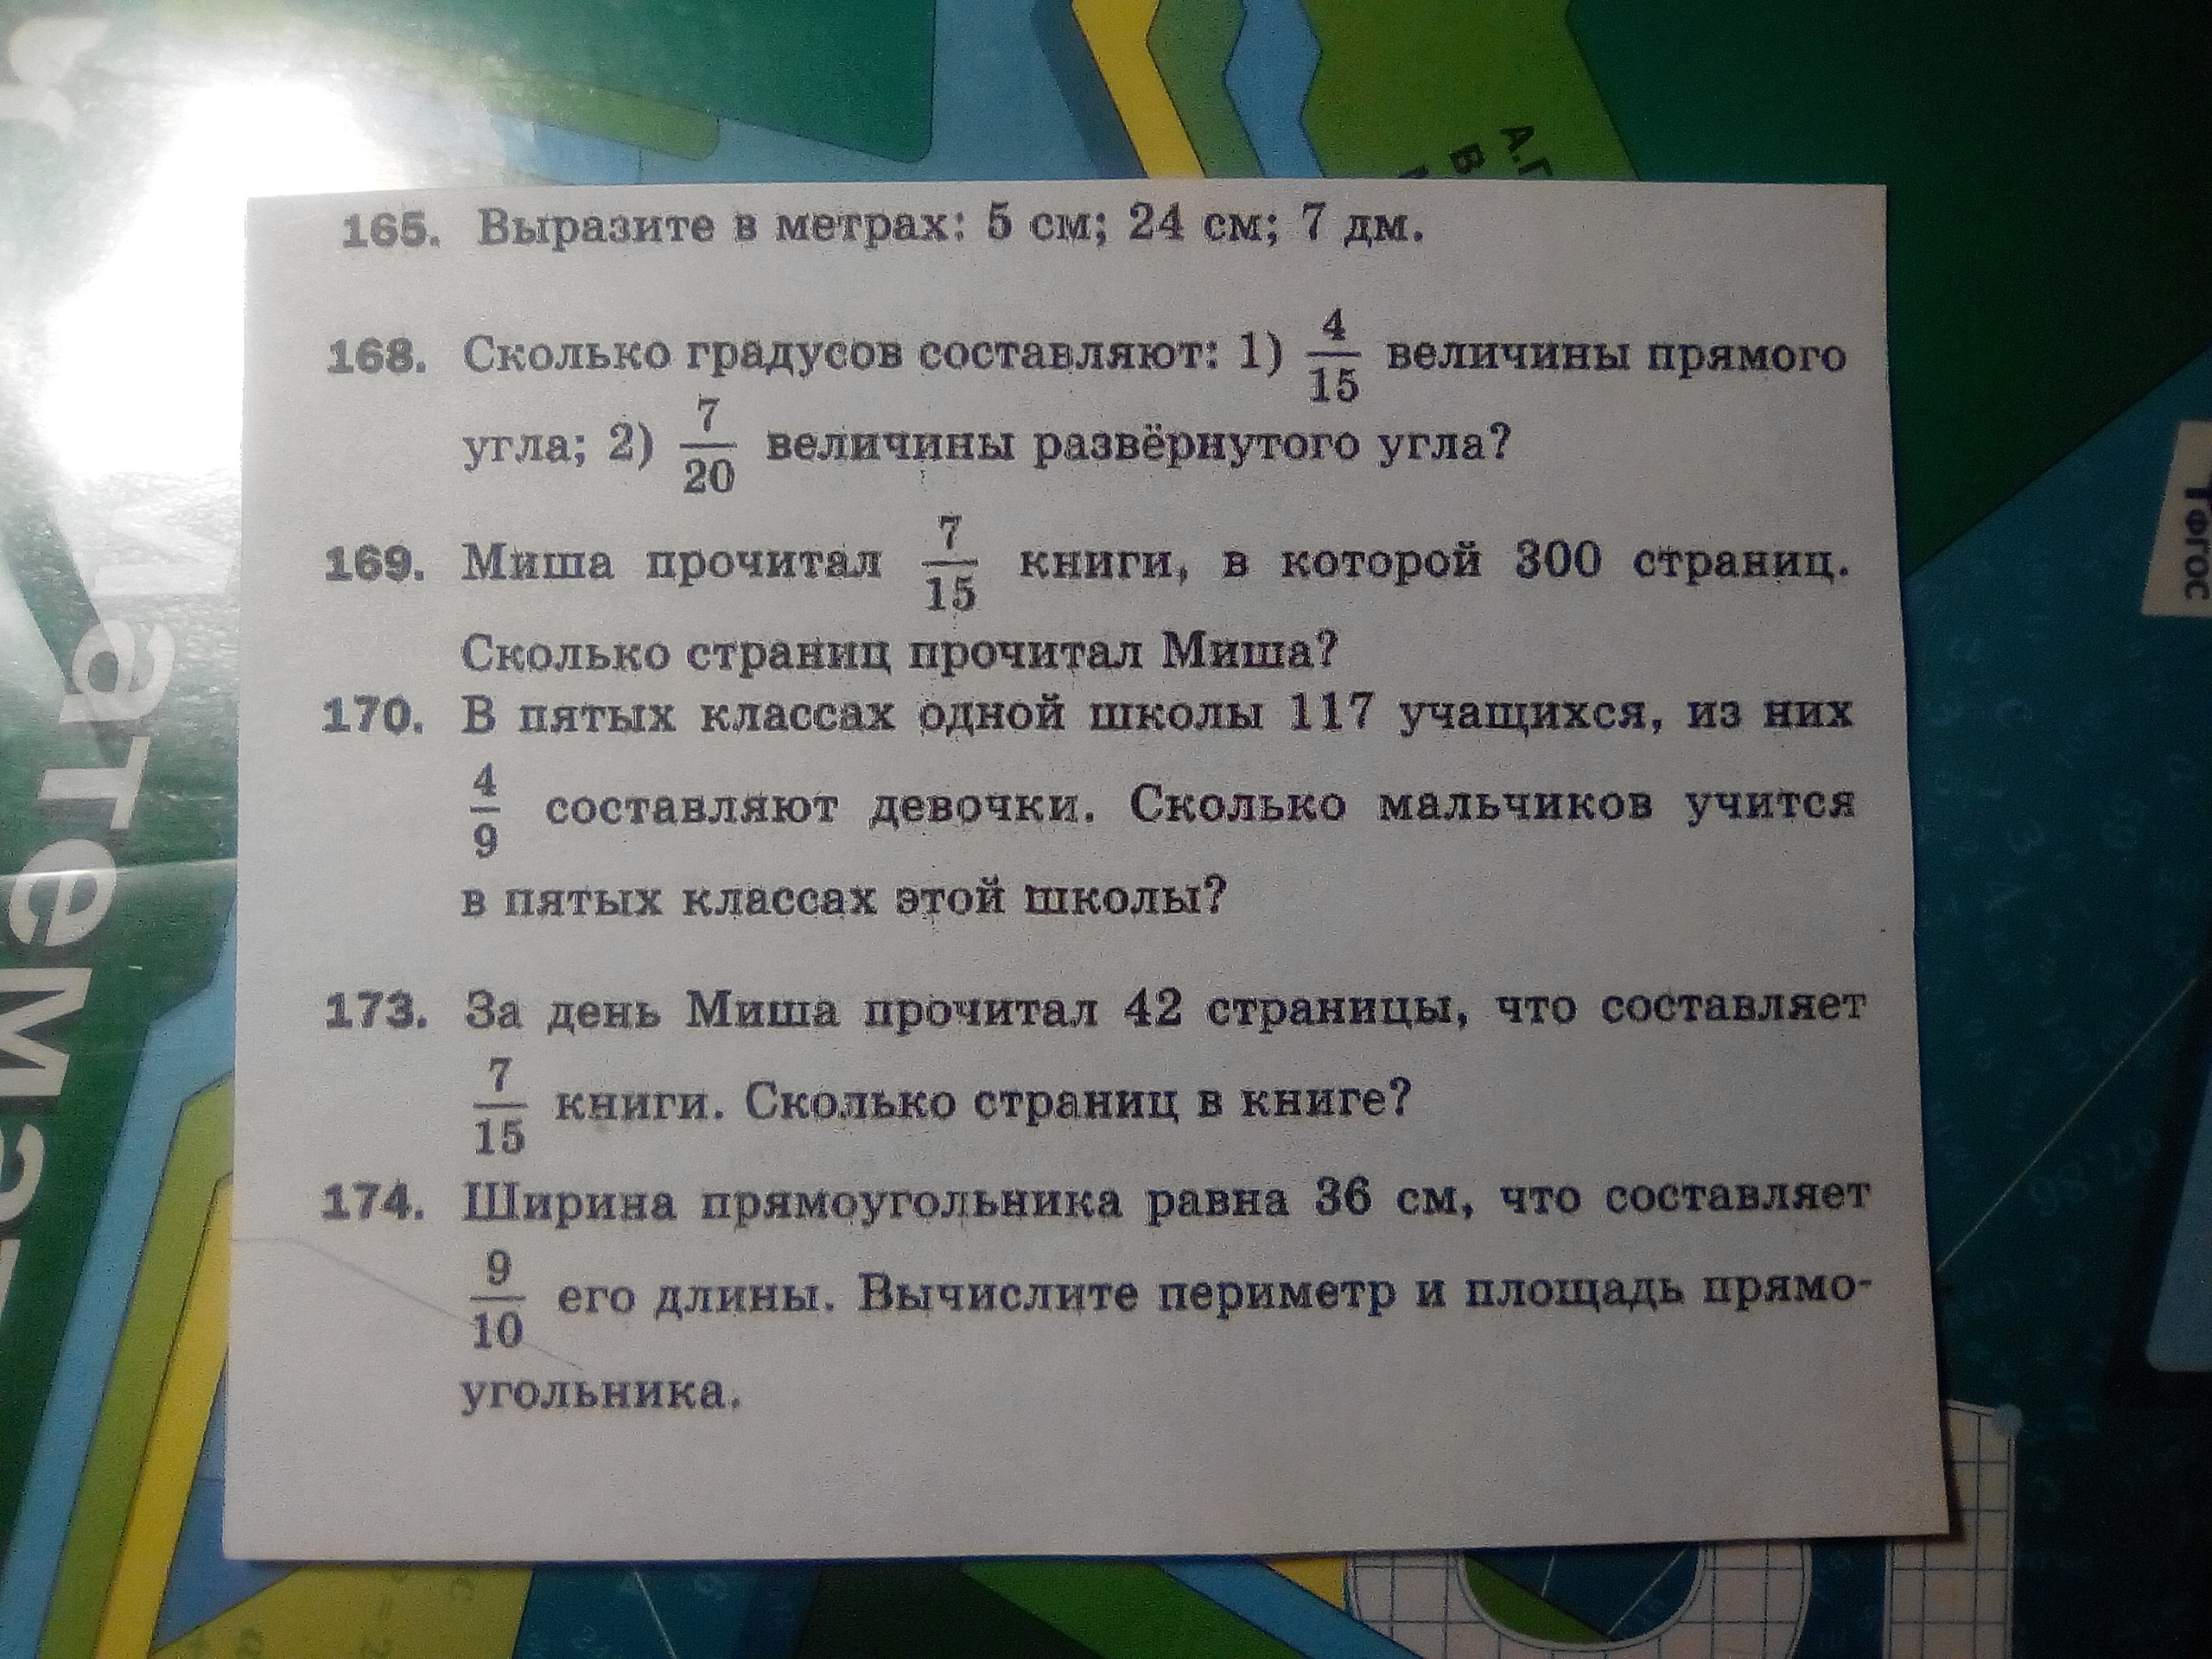 А.Г
В
165. Выразите в метрах: 5 см; 24 см; 7 дм.
168. Сколько градусов составляют: 1) 4/15 величины прямого
угла; 2) 7/20 величины развёрнутого угла?
169. Миша прочитал 7/15 книги, в которой 300 страниц.
Сколько страниц прочитал Миша?
170. В пятых классах одной школы 117 учащихся, из них
4/9 составляют девочки. Сколько мальчиков учится
в пятых классах этой школы?
173. За день Миша прочитал 42 страницы, что составляет
7/15 книги. Сколько страниц в книге?
174. Ширина прямоугольника равна 36 см, что составляет
9/10 его длины. Вычислите периметр и площадь прямо-
угольника.
атемат
ФГОС